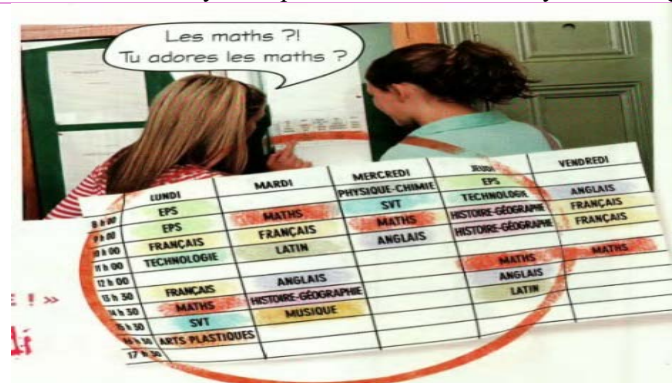 Les maths ?!
Tu adores les maths ?
LUNDI MARDI MERCREDI JEUDI VENDREDI
8 h 00 EPS PHYSIQUE-CHIMIE EPS
9 h 00 EPS MATHS SVT TECHNOLOGIE ANGLAIS
10 h 00 FRANÇAIS FRANÇAIS MATHS HISTOIRE-GÉOGRAPHIE FRANÇAIS
11 h 00 TECHNOLOGIE LATIN ANGLAIS HISTOIRE-GÉOGRAPHIE FRANÇAIS
12 h 00
13 h 30 FRANÇAIS ANGLAIS MATHS MATHS
14 h 30 MATHS HISTOIRE-GÉOGRAPHIE ANGLAIS
15 h 30 SVT MUSIQUE LATIN
16 h 30 ARTS PLASTIQUES
17 h 30
! »